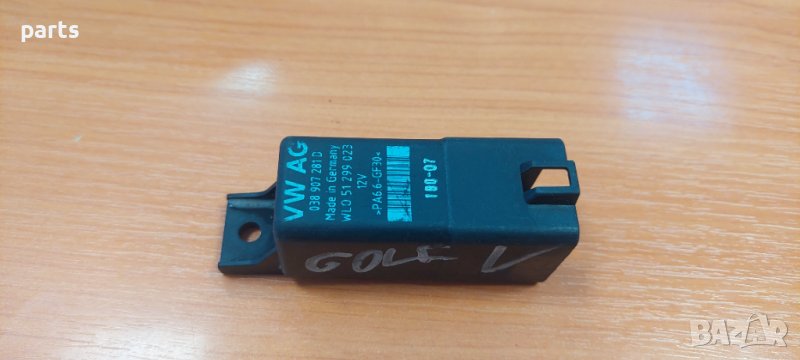 parts
VW AG
038 907 281 D
Made in Germany
WLO 51 299 023
12V
>PA6 6-GF30<
180-07
GOLF V
BAZAR